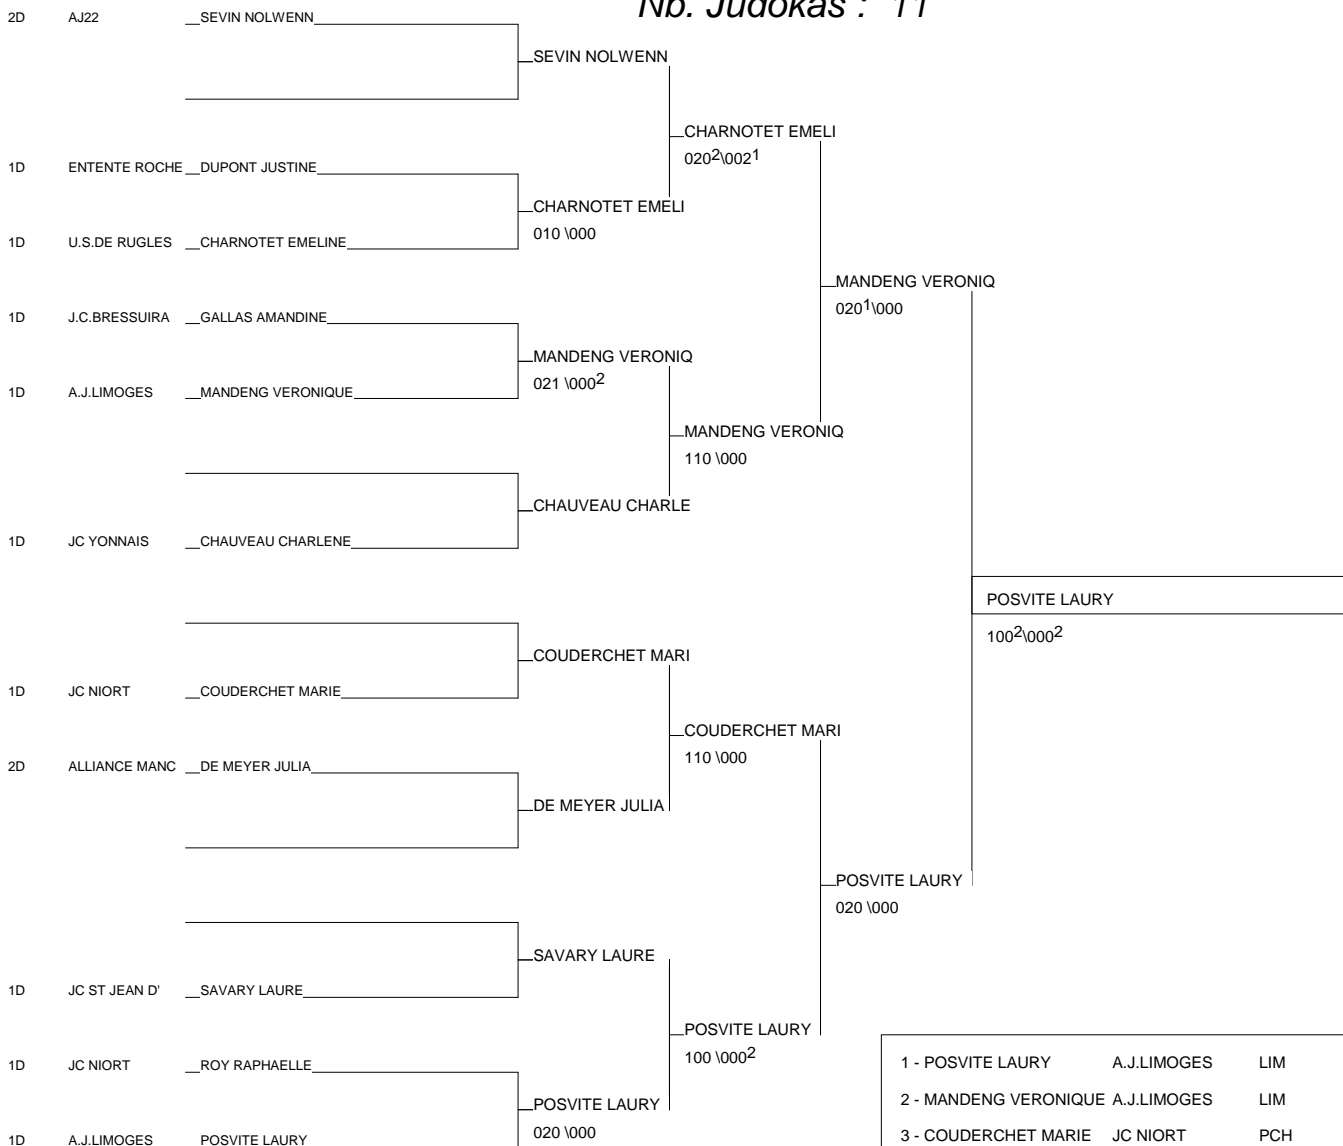 Nb. Judokas : 11
2D AJ22 SEVIN NOLWENN
SEVIN NOLWENN
CHARNOTET EMELI
020²\002¹
1D ENTENTE ROCHE DUPONT JUSTINE
CHARNOTET EMELI
010 \000
1D U.S.DE RUGLES CHARNOTET EMELINE
MANDENG VERONIQ
020¹\000
1D J.C.BRESSUIRA GALLAS AMANDINE
MANDENG VERONIQ
021 \000²
1D A.J.LIMOGES MANDENG VERONIQUE
MANDENG VERONIQ
110 \000
CHAUVEAU CHARLE
1D JC YONNAIS CHAUVEAU CHARLENE
POSVITE LAURY
100²\000²
COUDERCHET MARI
1D JC NIORT COUDERCHET MARIE
COUDERCHET MARI
110 \000
2D ALLIANCE MANC DE MEYER JULIA
DE MEYER JULIA
POSVITE LAURY
020 \000
SAVARY LAURE
1D JC ST JEAN D' SAVARY LAURE
POSVITE LAURY
100 \000²
1D JC NIORT ROY RAPHAELLE
POSVITE LAURY
020 \000
1D A.J.LIMOGES POSVITE LAURY
1 - POSVITE LAURY A.J.LIMOGES LIM
2 - MANDENG VERONIQUE A.J.LIMOGES LIM
3 - COUDERCHET MARIE JC NIORT PCH